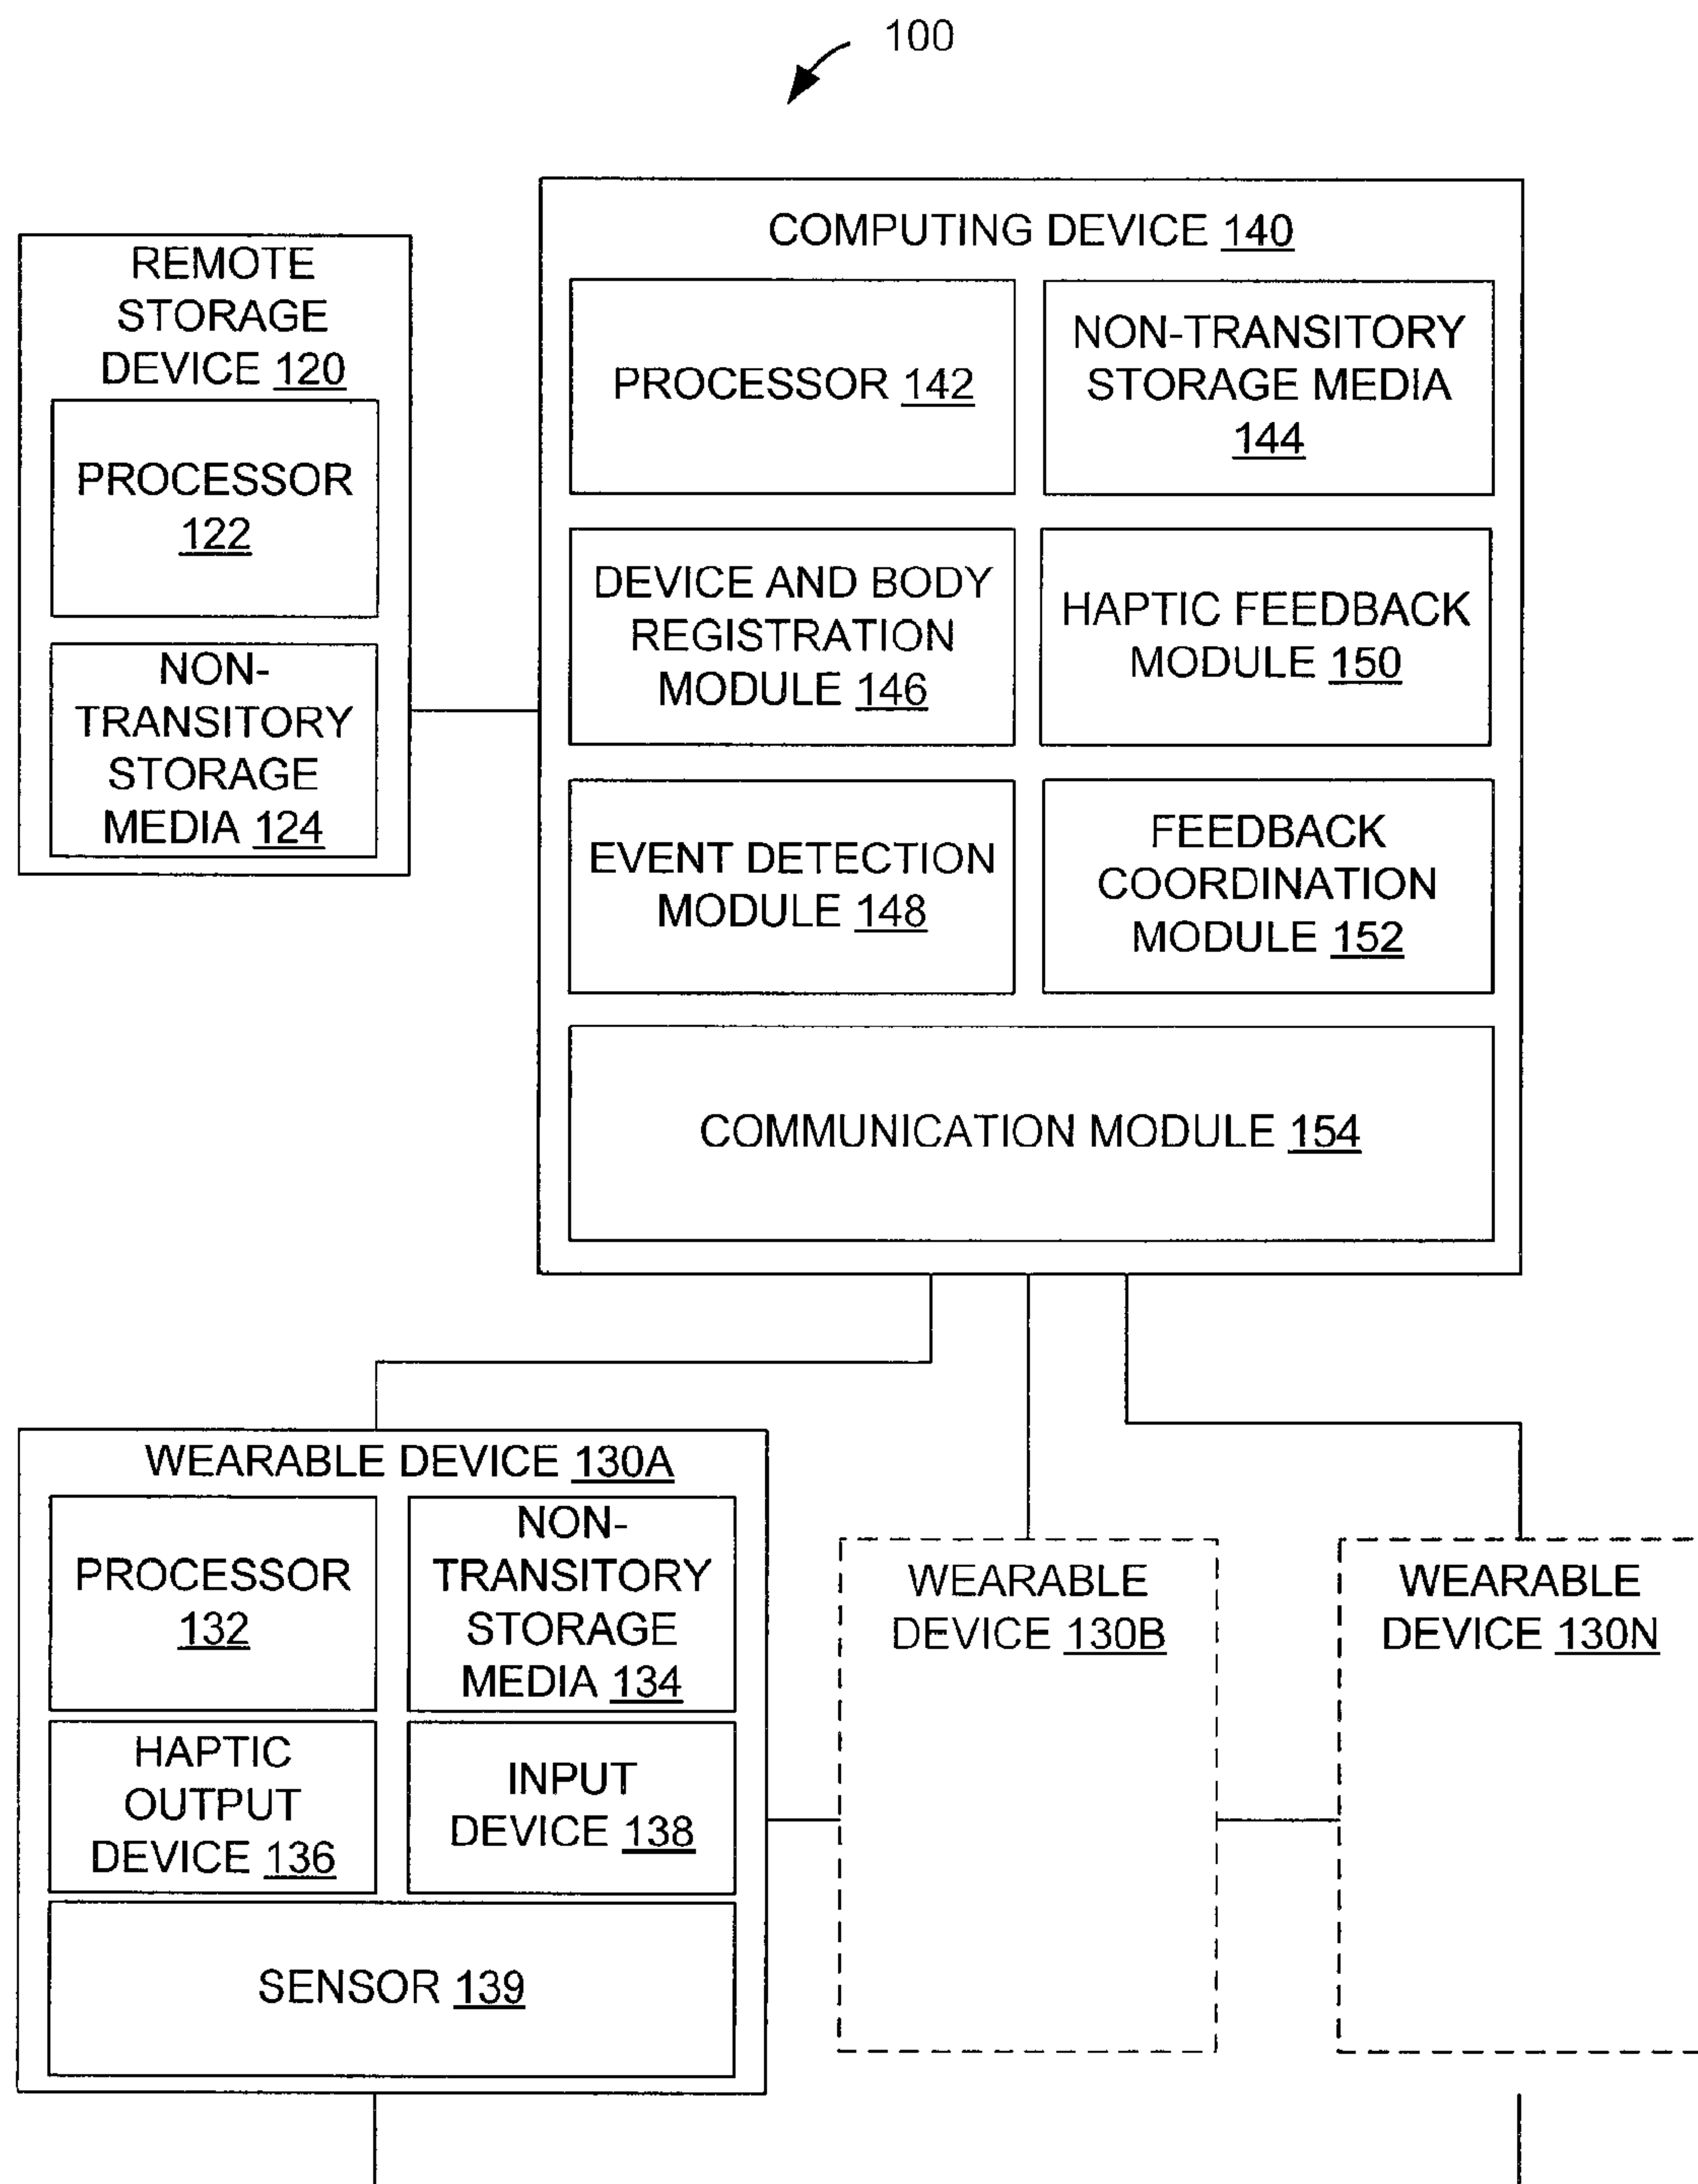 100
REMOTE
STORAGE
DEVICE 120
PROCESSOR
122
NON-
TRANSITORY
STORAGE
MEDIA 124
COMPUTING DEVICE 140
PROCESSOR 142
NON-TRANSITORY
STORAGE MEDIA
144
DEVICE AND BODY
REGISTRATION
MODULE 146
HAPTIC FEEDBACK
MODULE 150
EVENT DETECTION
MODULE 148
FEEDBACK
COORDINATION
MODULE 152
COMMUNICATION MODULE 154
WEARABLE DEVICE 130A
PROCESSOR
132
NON-
TRANSITORY
STORAGE
MEDIA 134
HAPTIC
OUTPUT
DEVICE 136
INPUT
DEVICE 138
SENSOR 139
WEARABLE
DEVICE 130B
WEARABLE
DEVICE 130N